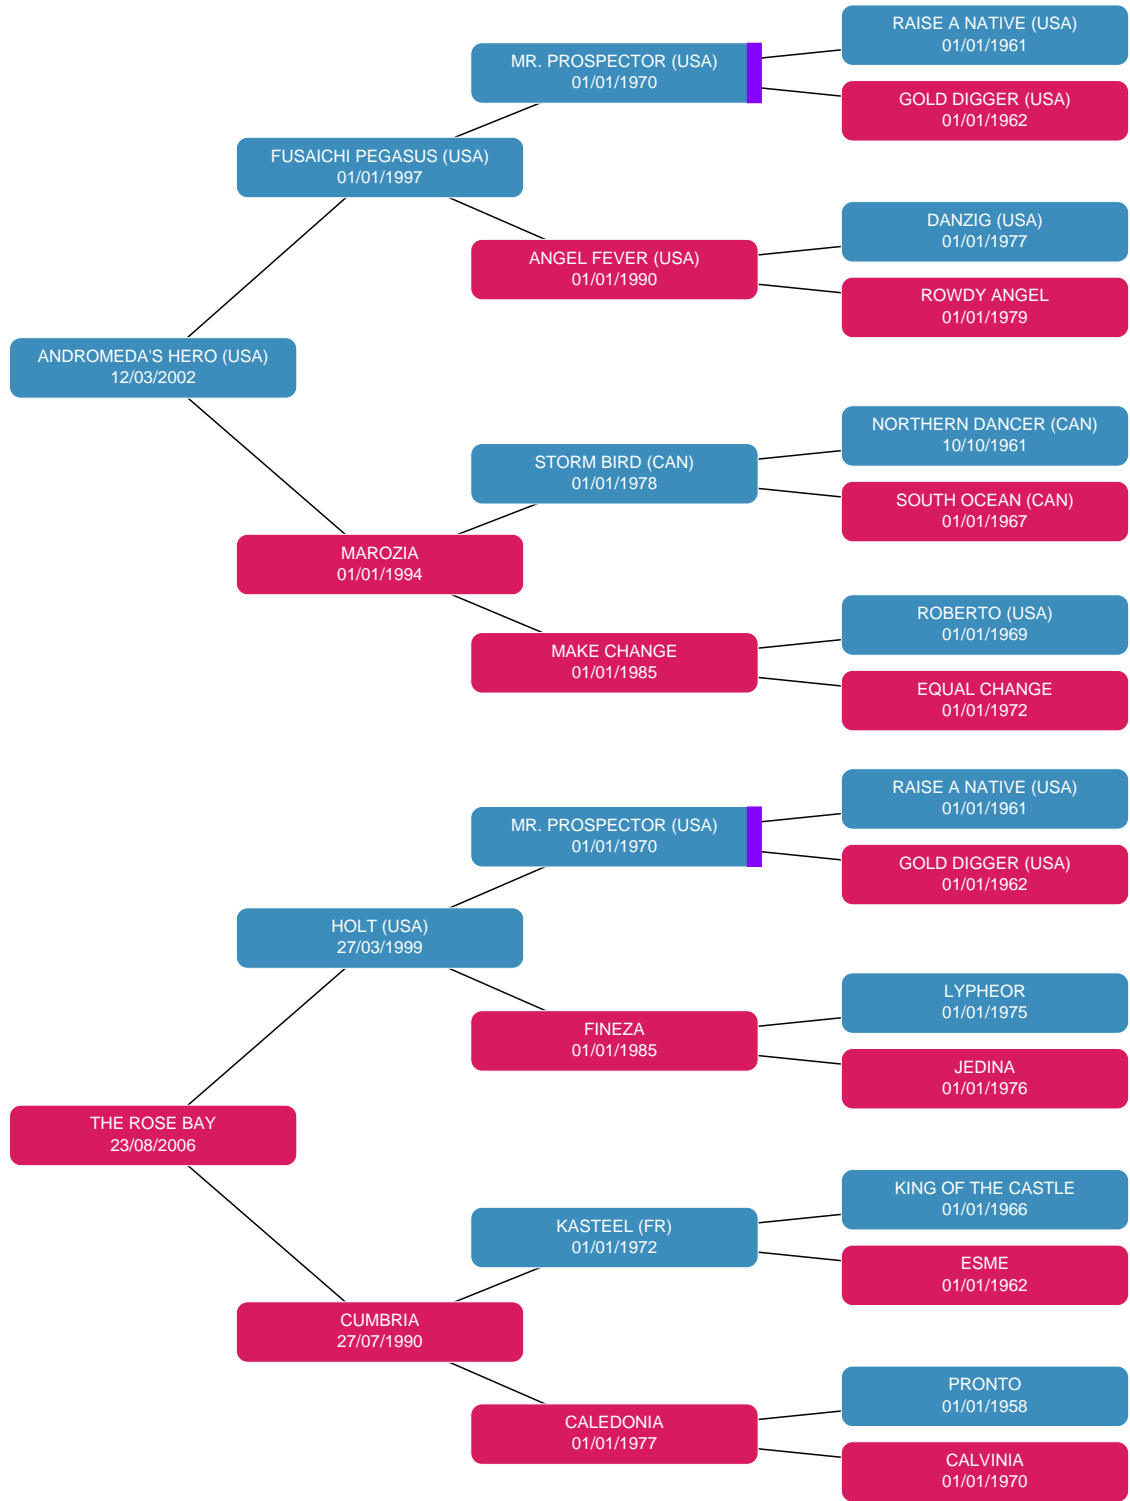 RAISE A NATIVE (USA)
01/01/1961
MR. PROSPECTOR (USA)
01/01/1970
GOLD DIGGER (USA)
01/01/1962
FUSAICHI PEGASUS (USA)
01/01/1997
DANZIG (USA)
01/01/1977
ANGEL FEVER (USA)
01/01/1990
ROWDY ANGEL
01/01/1979
ANDROMEDA'S HERO (USA)
12/03/2002
NORTHERN DANCER (CAN)
10/10/1961
STORM BIRD (CAN)
01/01/1978
SOUTH OCEAN (CAN)
01/01/1967
MAROZIA
01/01/1994
ROBERTO (USA)
01/01/1969
MAKE CHANGE
01/01/1985
EQUAL CHANGE
01/01/1972
RAISE A NATIVE (USA)
01/01/1961
MR. PROSPECTOR (USA)
01/01/1970
GOLD DIGGER (USA)
01/01/1962
HOLT (USA)
27/03/1999
LYPHEOR
01/01/1975
FINEZA
01/01/1985
JEDINA
01/01/1976
THE ROSE BAY
23/08/2006
KING OF THE CASTLE
01/01/1966
KASTEEL (FR)
01/01/1972
ESME
01/01/1962
CUMBRIA
27/07/1990
PRONTO
01/01/1958
CALEDONIA
01/01/1977
CALVINIA
01/01/1970